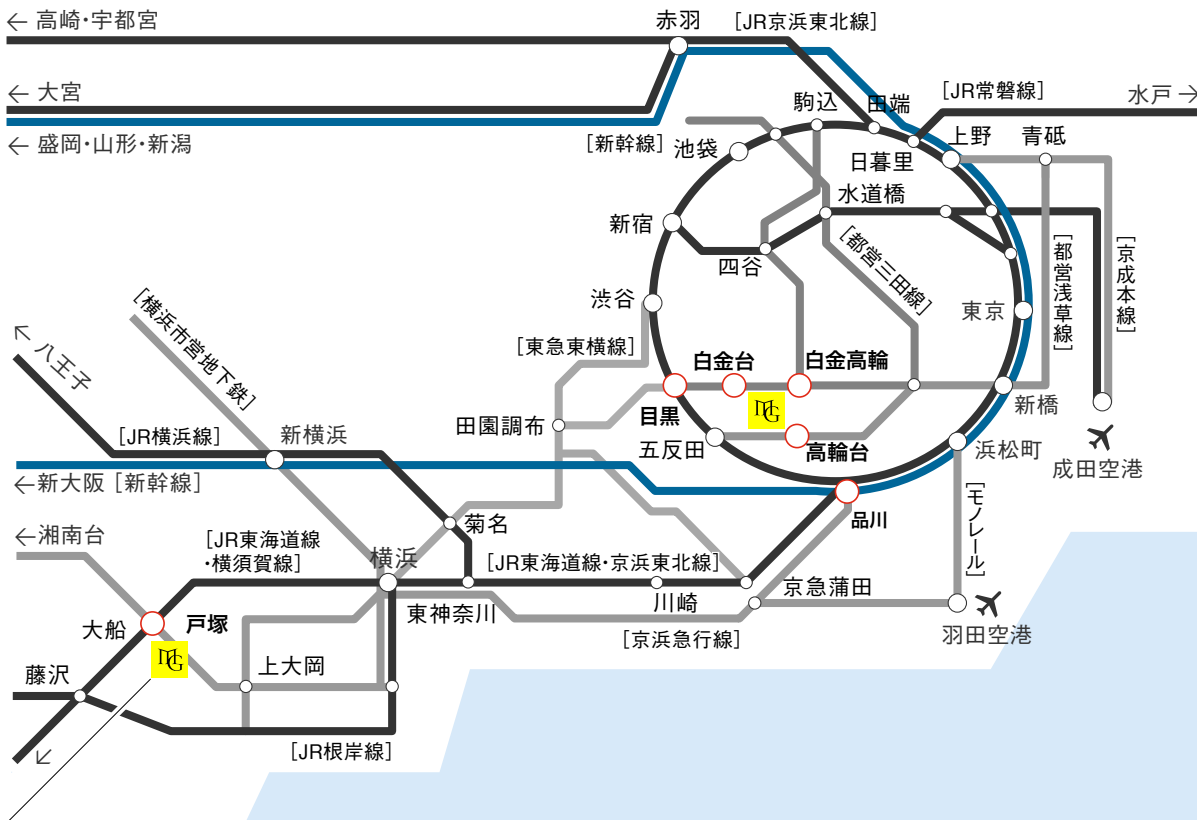 ← 高崎・宇都宮
赤羽
[JR京浜東北線]
← 大宮
駒込
田端
[JR常磐線]
水戸 →
← 盛岡・山形・新潟
[新幹線]
池袋
日暮里
上野
青砥
水道橋
新宿
四谷
[都営三田線]
[都営浅草線]
[京成本線]
渋谷
東京
[横浜市営地下鉄]
八王子
[東急東横線]
白金台
白金高輪
目黒
MG
新橋
田園調布
五反田
高輪台
浜松町
成田空港
[JR横浜線]
新横浜
← 新大阪 [新幹線]
品川
[モノレール]
← 湘南台
菊名
[JR東海道線
・横須賀線]
横浜
[JR東海道線・京浜東北線]
川崎
京急蒲田
東神奈川
羽田空港
[京浜急行線]
大船
戸塚
MG
藤沢
上大岡
[JR根岸線]